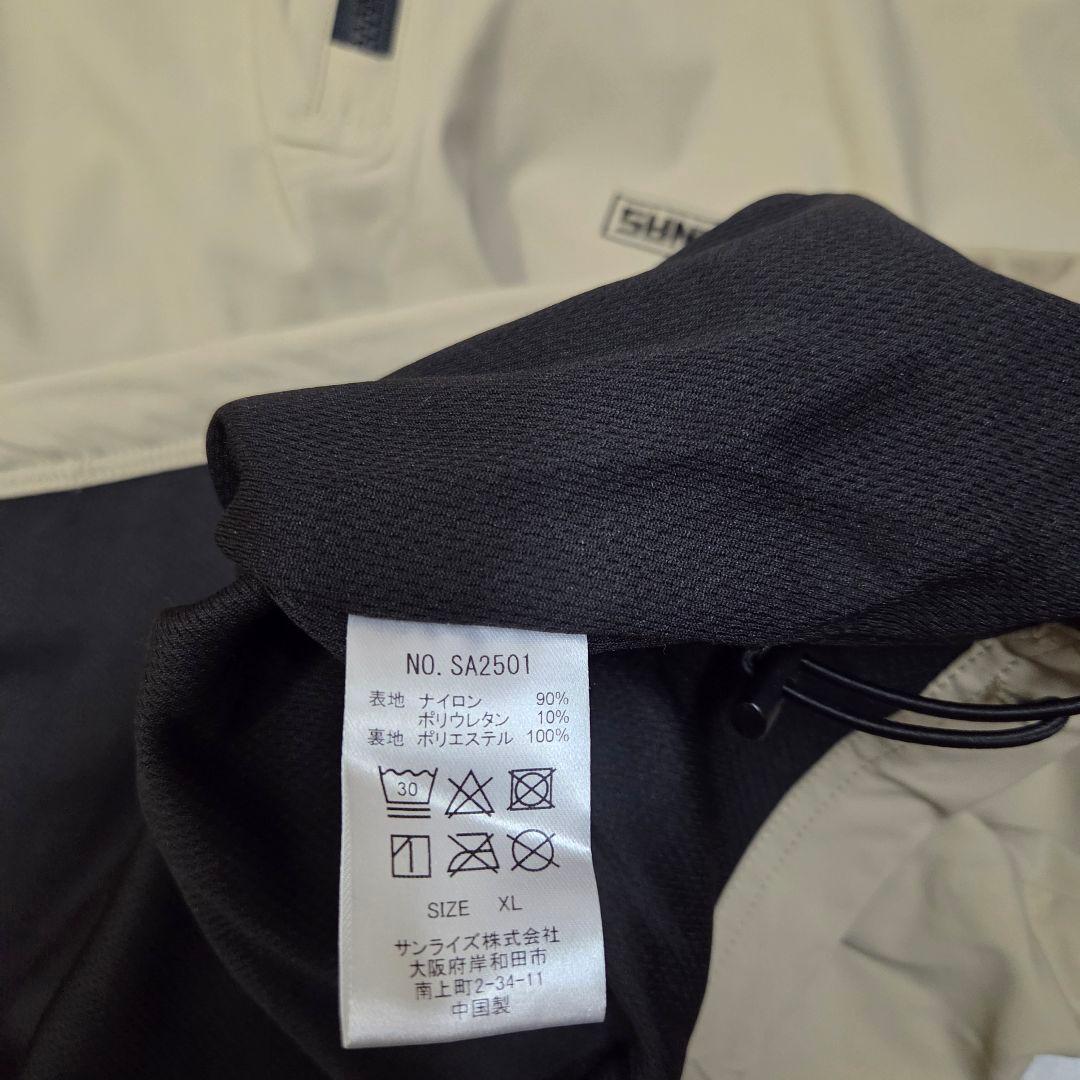 NO. SA2501
表地 ナイロン 90%
ポリウレタン 10%
裏地 ポリエステル 100%
30
SIZE XL
サンライズ株式会社
大阪府岸和田市
南上町2-34-11
中国製